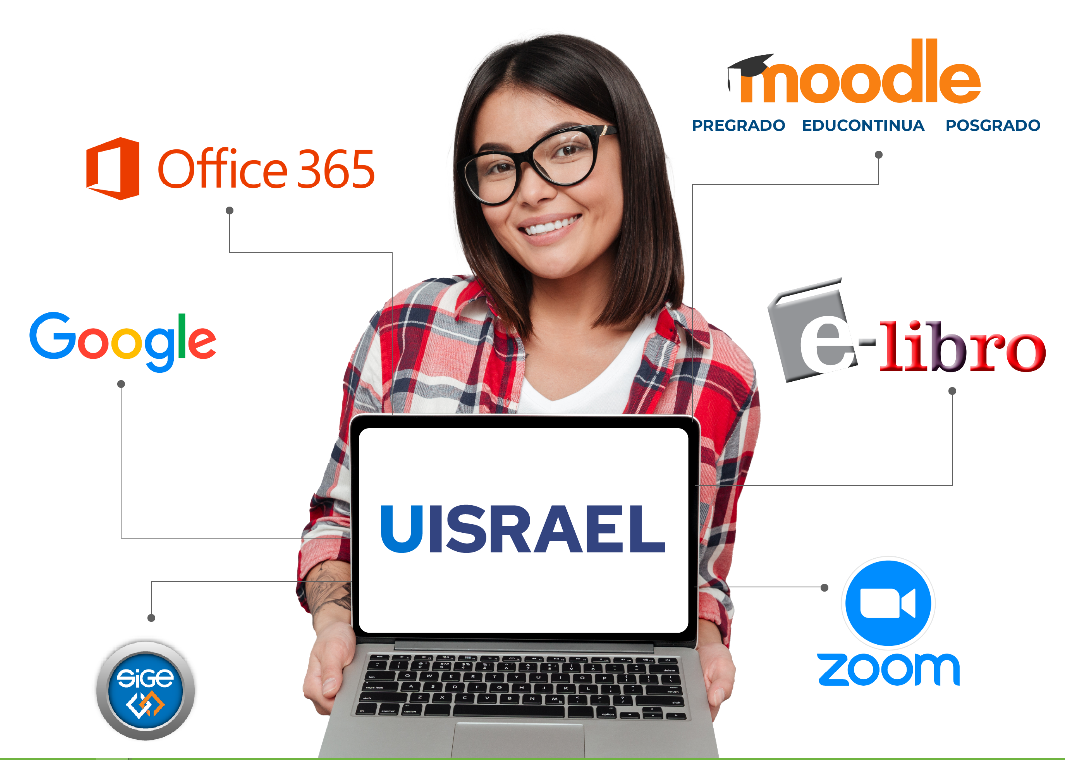 moodle
PREGRADO EDUCONTINUA POSGRADO
Office 365
Google
e-libro
UISRAEL
SiGE
zoom